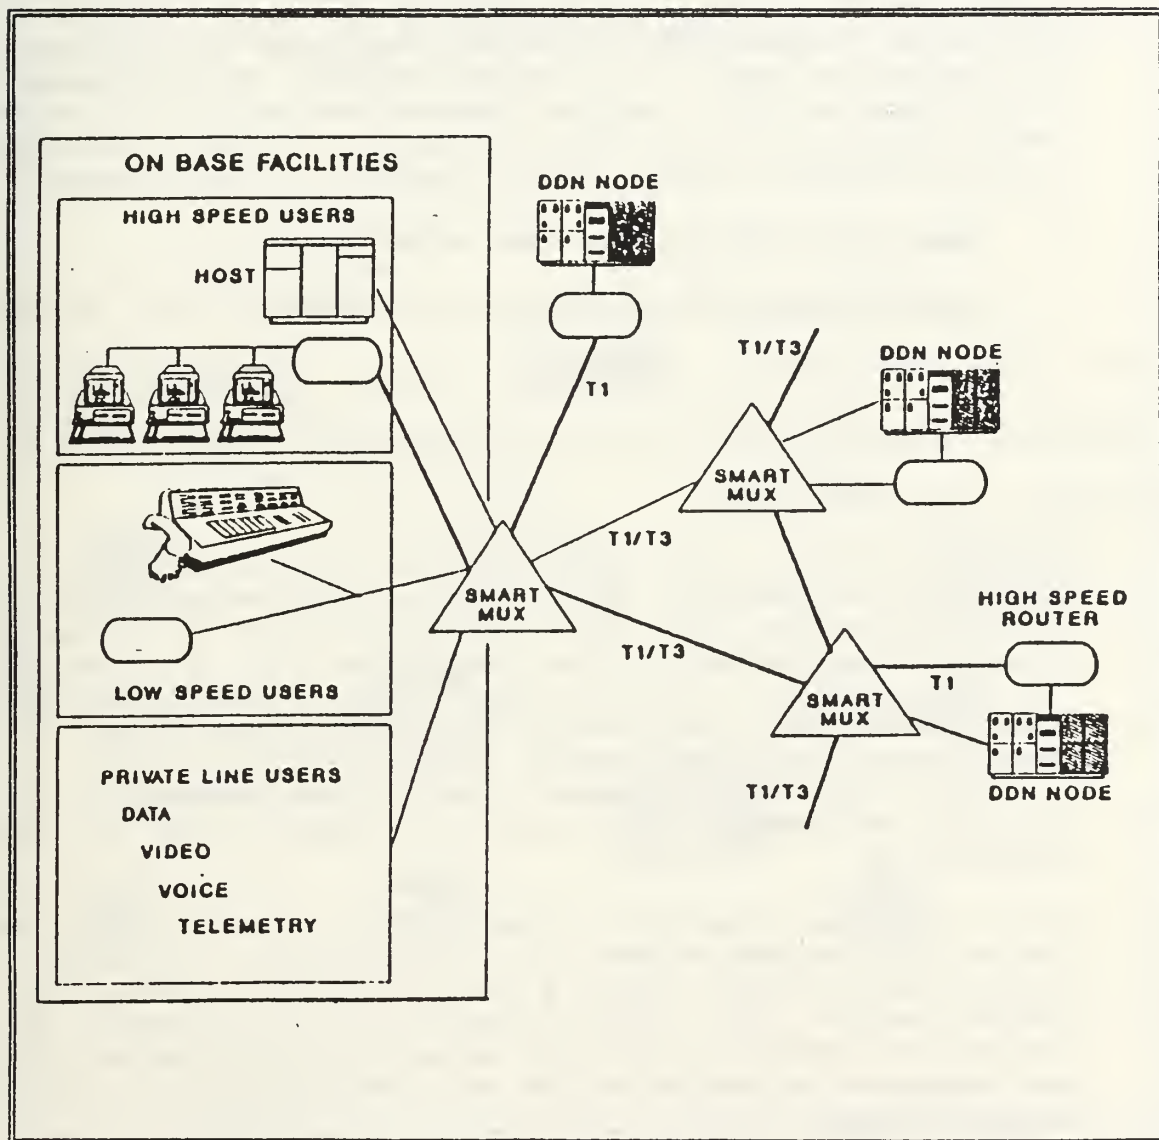 ON BASE FACILITIES
HIGH SPEED USERS
HOST
LOW SPEED USERS
PRIVATE LINE USERS
DATA
VIDEO
VOICE
TELEMETRY
SMART
MUX
DDN NODE
T1
T1/T3
T1/T3
T1/T3
SMART
MUX
DDN NODE
SMART
MUX
T1/T3
T1
HIGH SPEED
ROUTER
DDN NODE